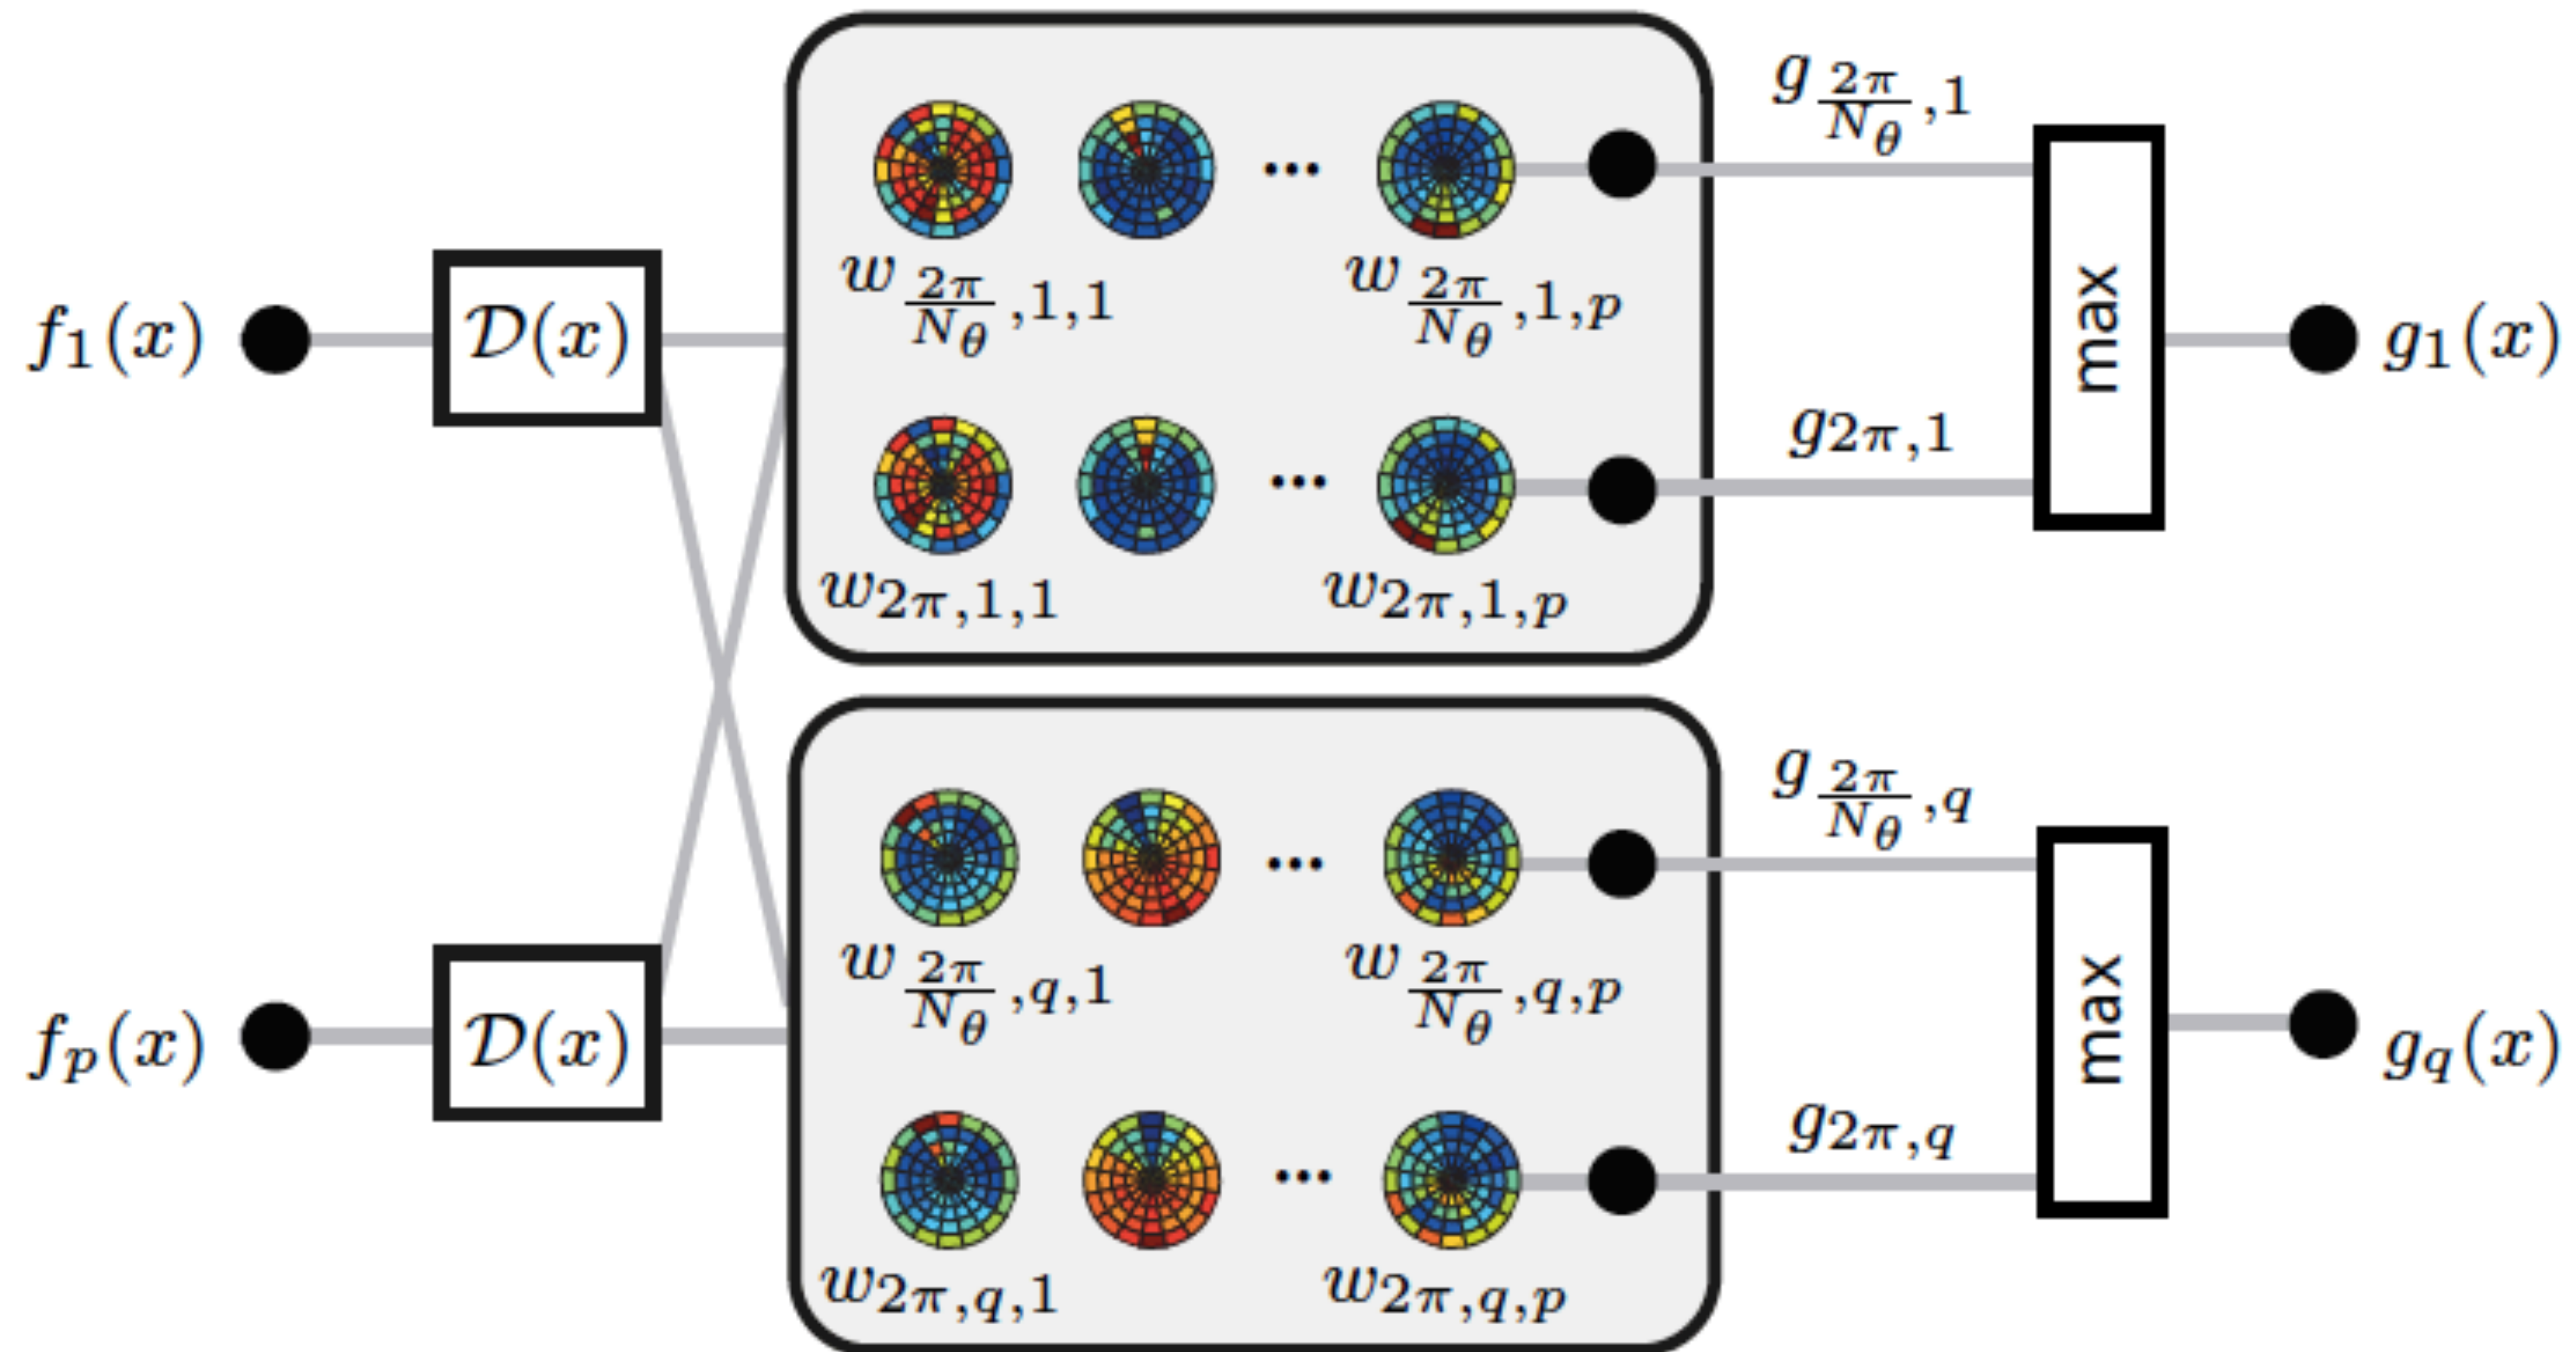 f₁(x)
𝒟(x)
w_{2π/N_θ,1,1}
...
w_{2π/N_θ,1,p}
w_{2π,1,1}
...
w_{2π,1,p}
g_{2π/N_θ,1}
g_{2π,1}
max
g₁(x)
f_p(x)
𝒟(x)
w_{2π/N_θ,q,1}
...
w_{2π/N_θ,q,p}
w_{2π,q,1}
...
w_{2π,q,p}
g_{2π/N_θ,q}
g_{2π,q}
max
g_q(x)